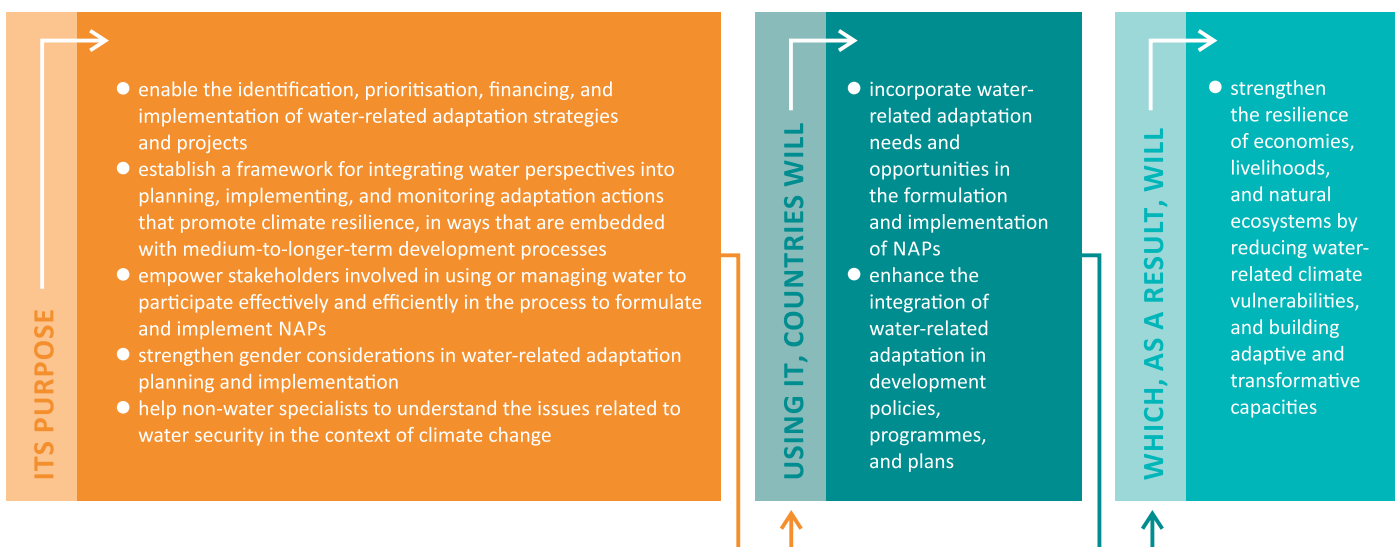 ITS PURPOSE
● enable the identification, prioritisation, financing, and
implementation of water-related adaptation strategies
and projects
● establish a framework for integrating water perspectives into
planning, implementing, and monitoring adaptation actions
that promote climate resilience, in ways that are embedded
with medium-to-longer-term development processes
● empower stakeholders involved in using or managing water to
participate effectively and efficiently in the process to formulate
and implement NAPs
● strengthen gender considerations in water-related adaptation
planning and implementation
● help non-water specialists to understand the issues related to
water security in the context of climate change
USING IT, COUNTRIES WILL
● incorporate water-
related adaptation
needs and
opportunities in
the formulation
and implementation
of NAPs
● enhance the
integration of
water-related
adaptation in
development
policies,
programmes,
and plans
WHICH, AS A RESULT, WILL
● strengthen
the resilience
of economies,
livelihoods,
and natural
ecosystems by
reducing water-
related climate
vulnerabilities,
and building
adaptive and
transformative
capacities